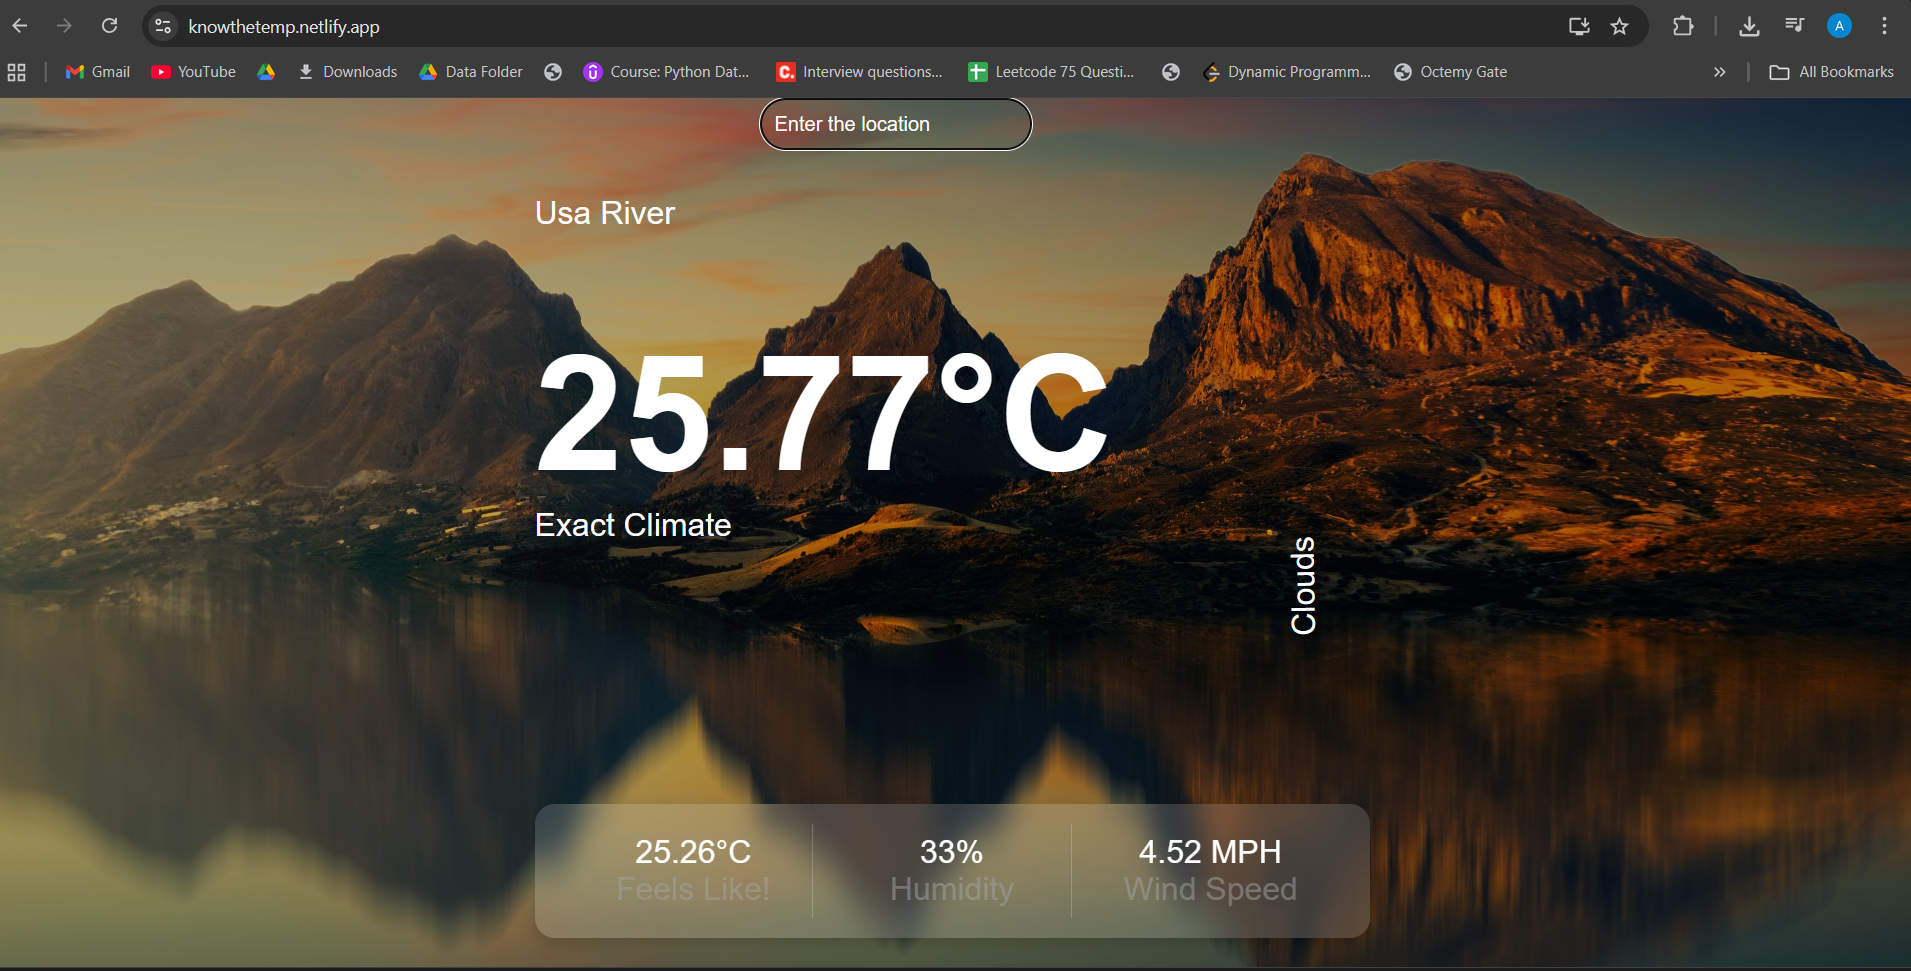 knowthetemp.netlify.app
A
Gmail YouTube Downloads Data Folder Course: Python Dat... Interview questions... Leetcode 75 Questi... Dynamic Programm... Octemy Gate » All Bookmarks
Enter the location
Usa River
25.77°C
Exact Climate
Clouds
25.26°C 33% 4.52 MPH
Feels Like! Humidity Wind Speed